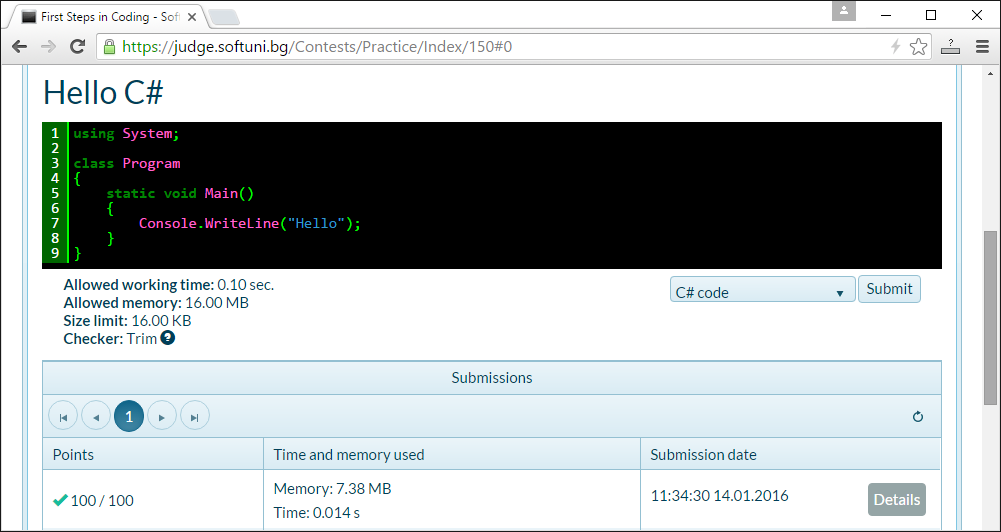 First Steps in Coding - Soft
https://judge.softuni.bg/Contests/Practice/Index/150#0
Hello C#
1 using System;
2
3 class Program
4 {
5     static void Main()
6     {
7         Console.WriteLine("Hello");
8     }
9 }
Allowed working time: 0.10 sec.
Allowed memory: 16.00 MB
Size limit: 16.00 KB
Checker: Trim ?
C# code
Submit
Submissions
1
Points Time and memory used Submission date
100 / 100 Memory: 7.38 MB 11:34:30 14.01.2016 Details
Time: 0.014 s